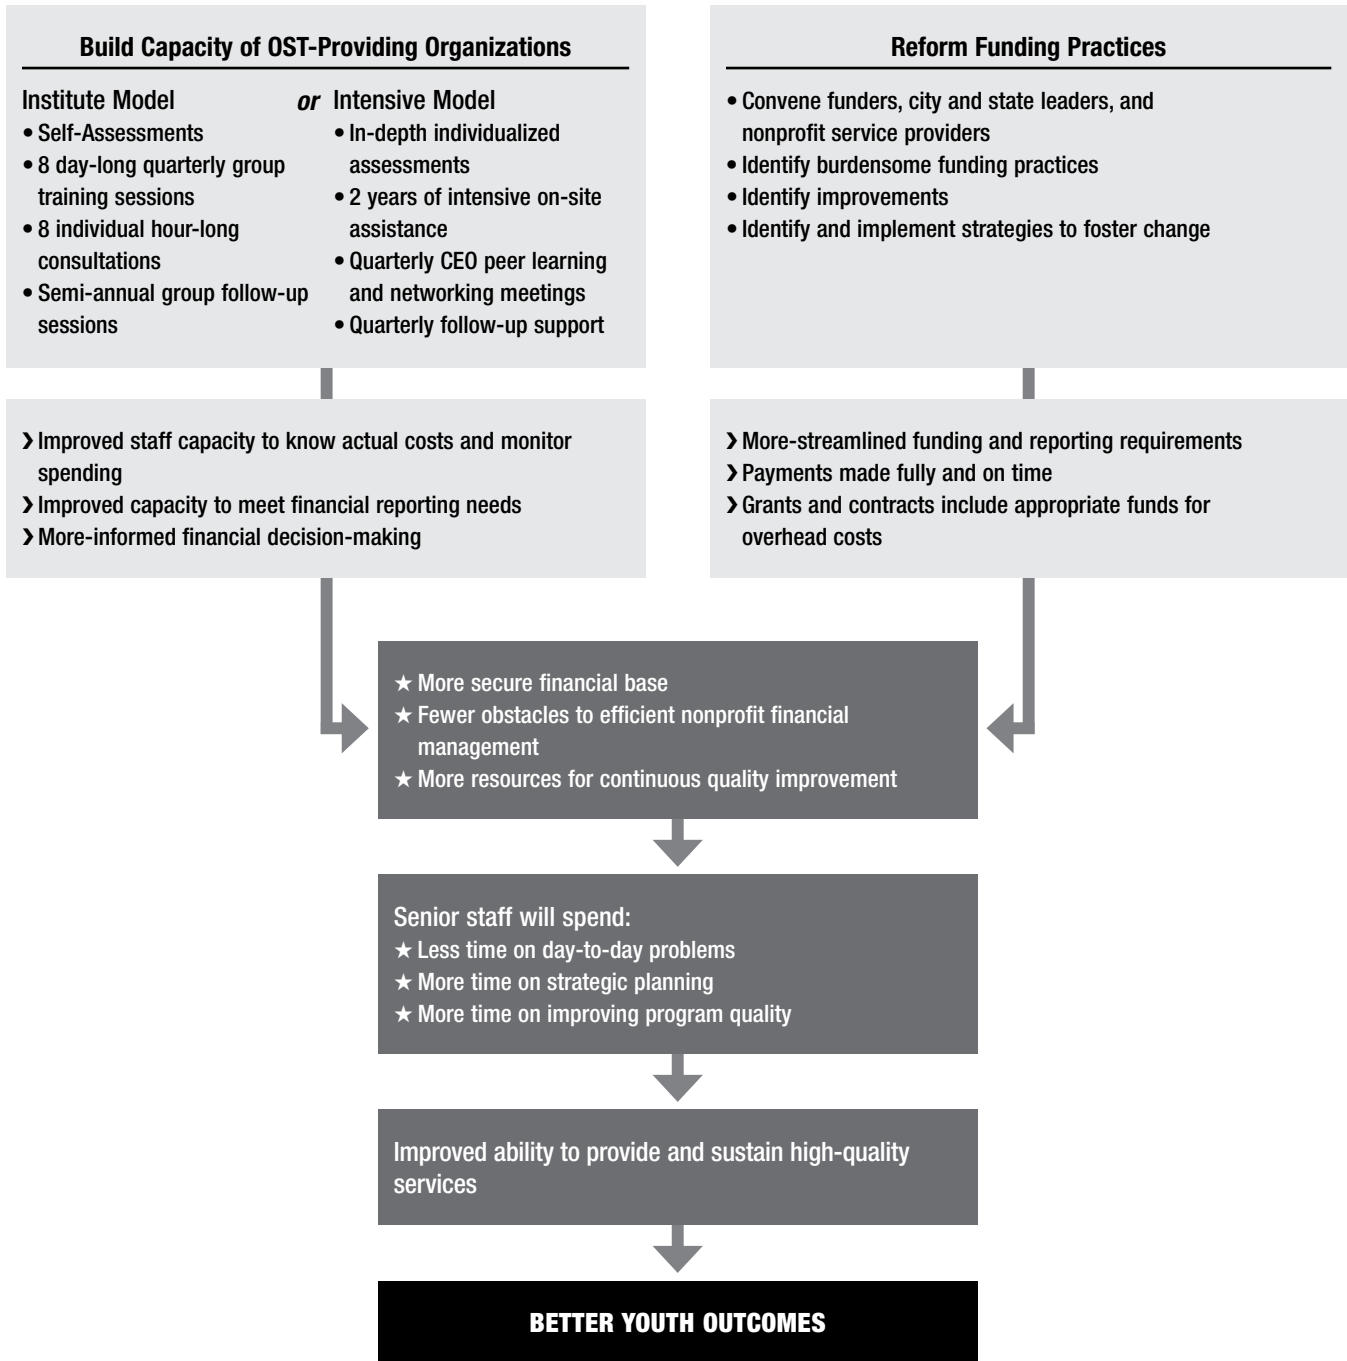 Build Capacity of OST-Providing Organizations
Institute Model
• Self-Assessments
• 8 day-long quarterly group
training sessions
• 8 individual hour-long
consultations
• Semi-annual group follow-up
sessions
or
Intensive Model
• In-depth individualized
assessments
• 2 years of intensive on-site
assistance
• Quarterly CEO peer learning
and networking meetings
• Quarterly follow-up support
Reform Funding Practices
• Convene funders, city and state leaders, and
nonprofit service providers
• Identify burdensome funding practices
• Identify improvements
• Identify and implement strategies to foster change
❯ Improved staff capacity to know actual costs and monitor
spending
❯ Improved capacity to meet financial reporting needs
❯ More-informed financial decision-making
❯ More-streamlined funding and reporting requirements
❯ Payments made fully and on time
❯ Grants and contracts include appropriate funds for
overhead costs
★ More secure financial base
★ Fewer obstacles to efficient nonprofit financial
management
★ More resources for continuous quality improvement
Senior staff will spend:
★ Less time on day-to-day problems
★ More time on strategic planning
★ More time on improving program quality
Improved ability to provide and sustain high-quality
services
BETTER YOUTH OUTCOMES